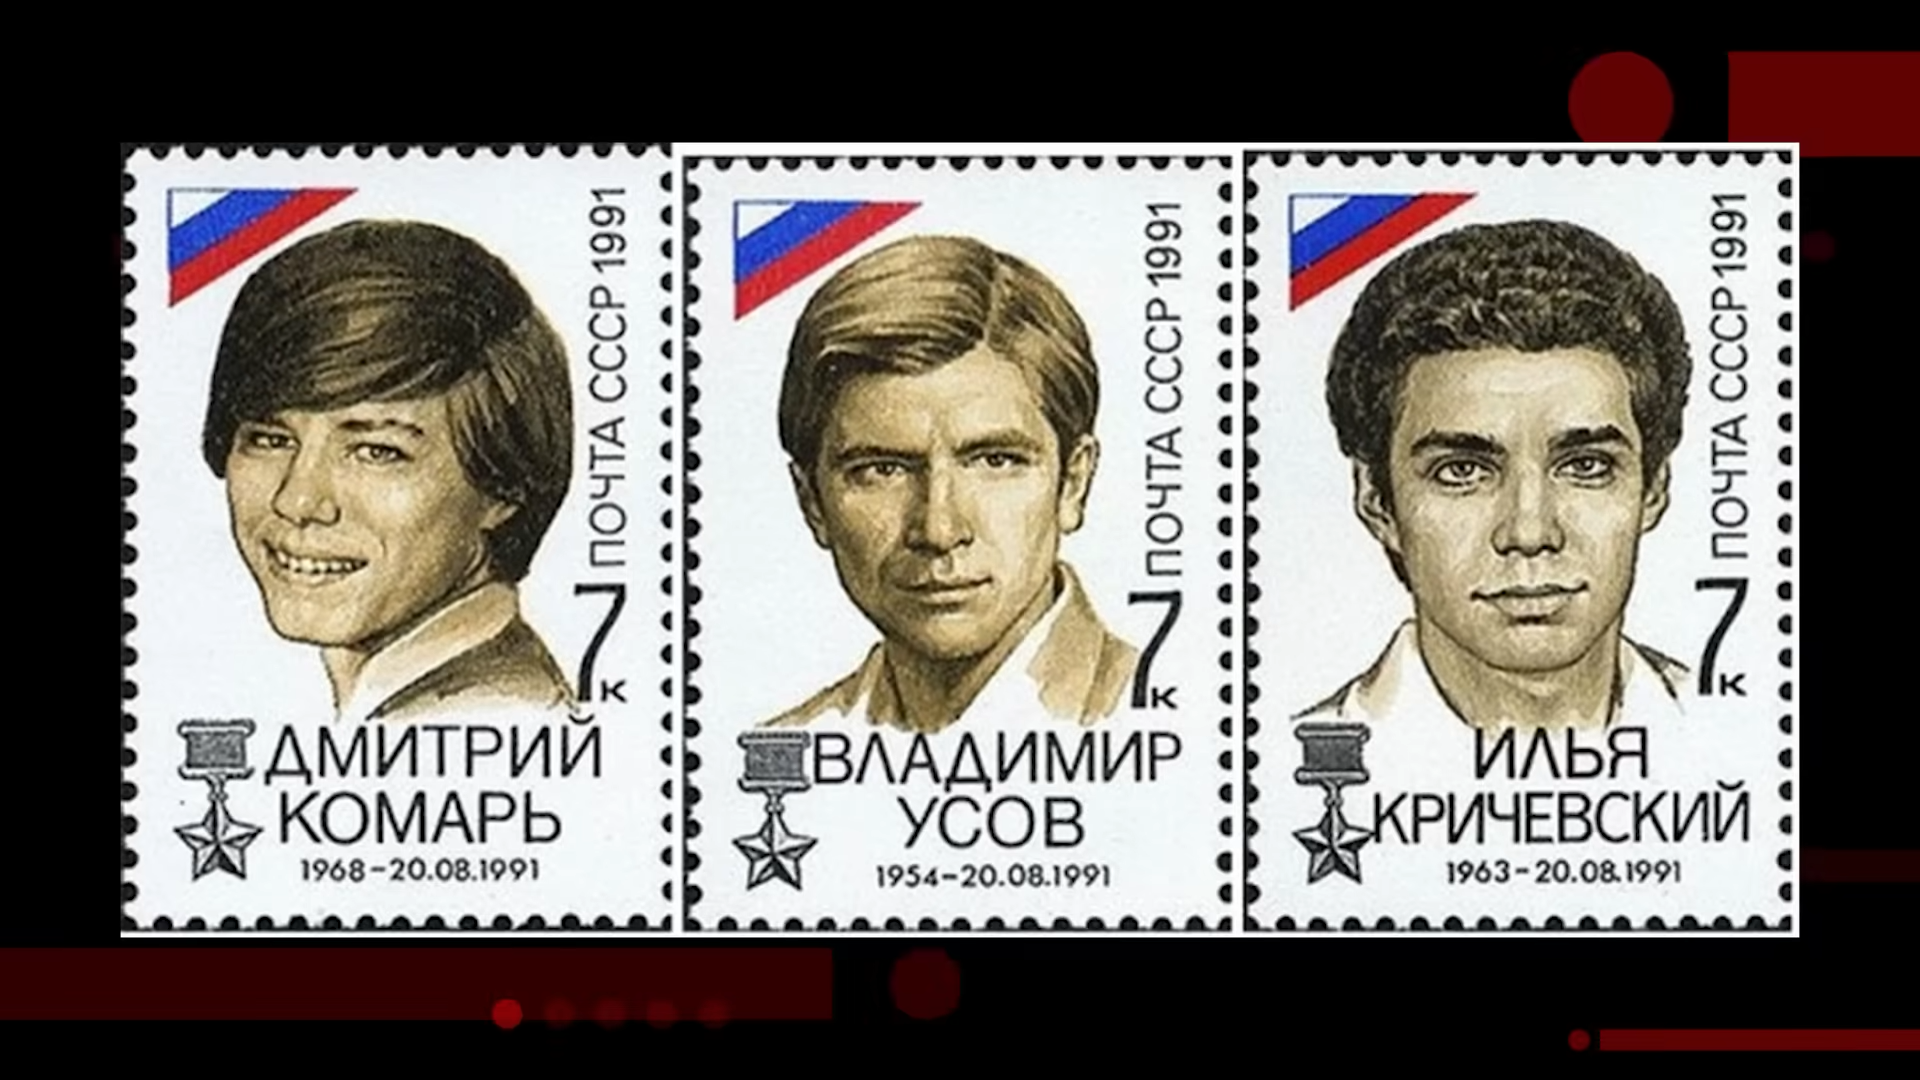 ПОЧТА СССР 1991
7к
ДМИТРИЙ
КОМАРЬ
1968–20.08.1991
ПОЧТА СССР 1991
7к
ВЛАДИМИР
УСОВ
1954–20.08.1991
ПОЧТА СССР 1991
7к
ИЛЬЯ
КРИЧЕВСКИЙ
1963–20.08.1991